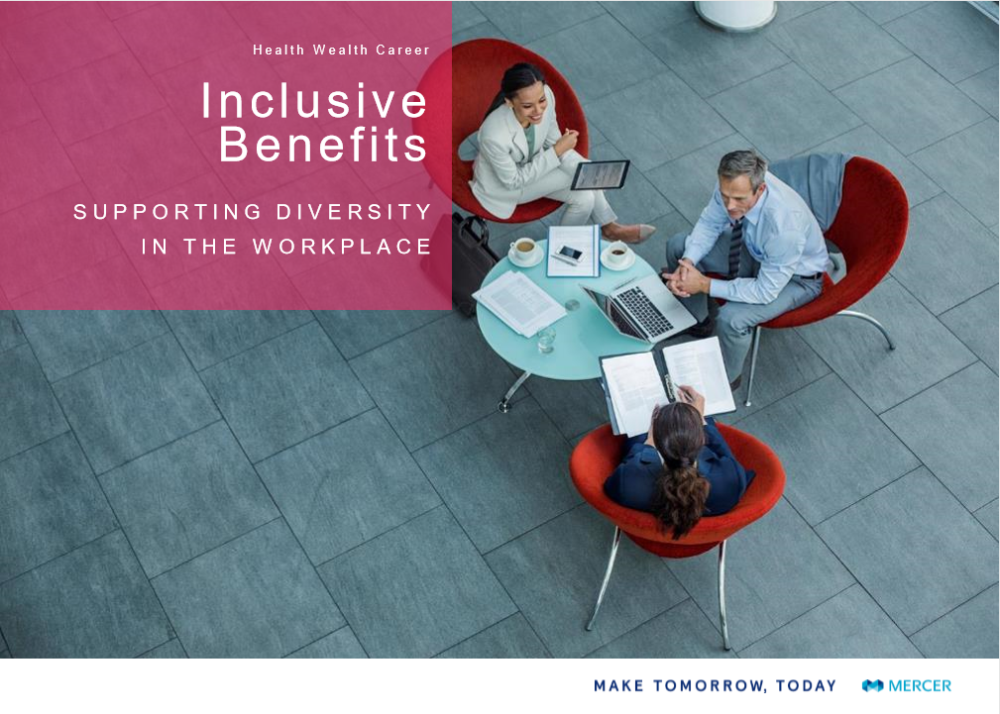 Health Wealth Career
Inclusive
Benefits
SUPPORTING DIVERSITY
IN THE WORKPLACE
MAKE TOMORROW, TODAY MERCER